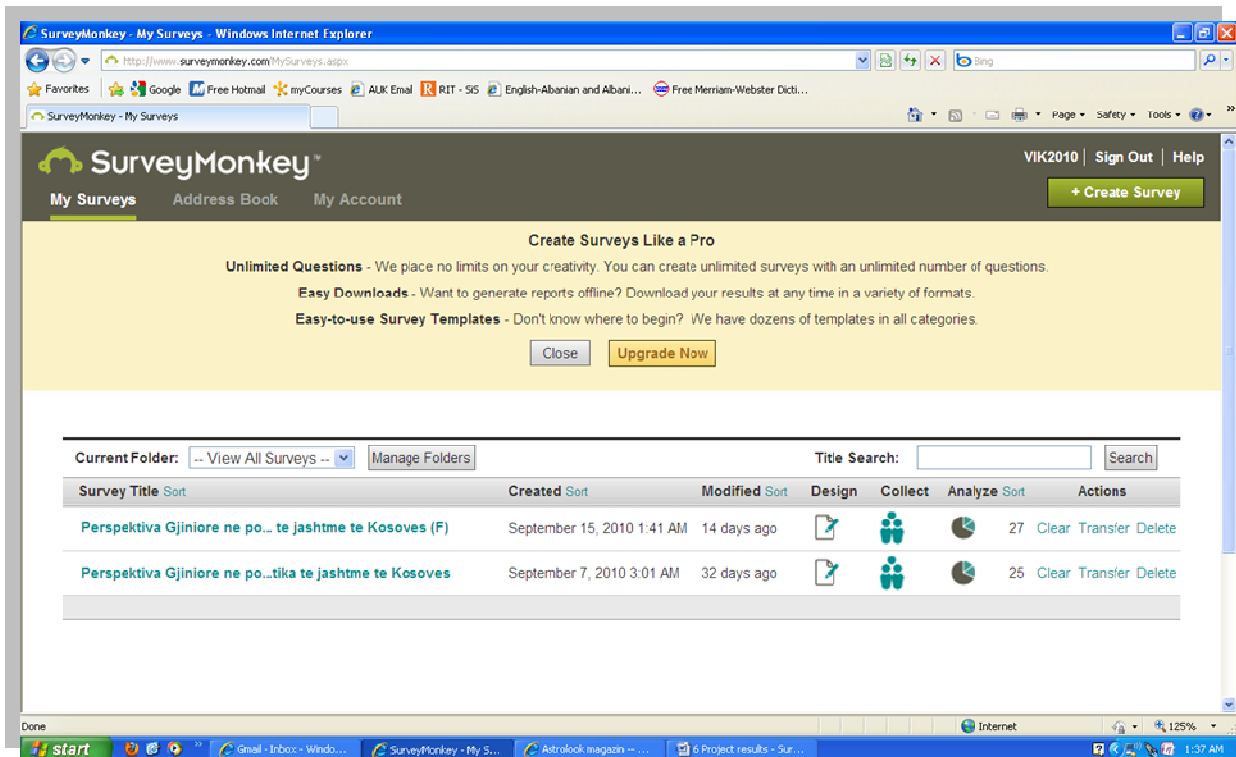 SurveyMonkey - My Surveys - Windows Internet Explorer
http://www.surveymonkey.com/MySurveys.aspx
Bing
Favorites Google Free Hotmail myCourses AUK Email RIT - SIS English-Albanian and Albani... Free Merriam-Webster Dicti...
SurveyMonkey - My Surveys
Page Safety Tools
SurveyMonkey
VIK2010 Sign Out Help
My Surveys Address Book My Account
+ Create Survey
Create Surveys Like a Pro
Unlimited Questions - We place no limits on your creativity. You can create unlimited surveys with an unlimited number of questions.
Easy Downloads - Want to generate reports offline? Download your results at any time in a variety of formats.
Easy-to-use Survey Templates - Don't know where to begin? We have dozens of templates in all categories.
Close Upgrade Now
Current Folder: -- View All Surveys -- Manage Folders Title Search: Search
Survey Title Sort Created Sort Modified Sort Design Collect Analyze Sort Actions
Perspektiva Gjiniore ne po... te jashtme te Kosoves (F) September 15, 2010 1:41 AM 14 days ago 27 Clear Transfer Delete
Perspektiva Gjiniore ne po...tika te jashtme te Kosoves September 7, 2010 3:01 AM 32 days ago 25 Clear Transfer Delete
Done Internet 125%
start Gmail - Inbox - Windo... SurveyMonkey - My S... Astrolook magazin -- ... 6 Project results - Sur... 1:37 AM